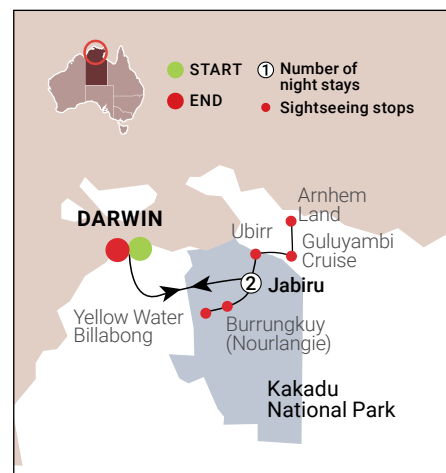 START
END
1 Number of
night stays
Sightseeing stops
Arnhem
Land
DARWIN
Ubirr
Guluyambi
Cruise
2 Jabiru
Yellow Water
Billabong
Burrungkuy
(Nourlangie)
Kakadu
National Park